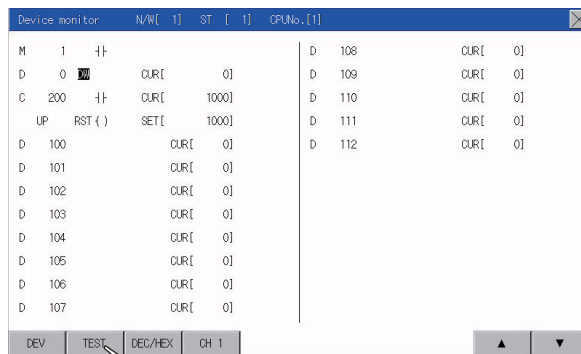 Device monitor N/W[ 1] ST [ 1] CPUNo.[1]
M 1 ┤├
D 0 DW CUR[ 0]
C 200 ┤├ CUR[ 1000]
UP RST( ) SET[ 1000]
D 100 CUR[ 0]
D 101 CUR[ 0]
D 102 CUR[ 0]
D 103 CUR[ 0]
D 104 CUR[ 0]
D 105 CUR[ 0]
D 106 CUR[ 0]
D 107 CUR[ 0]
D 108 CUR[ 0]
D 109 CUR[ 0]
D 110 CUR[ 0]
D 111 CUR[ 0]
D 112 CUR[ 0]
DEV TEST DEC/HEX CH 1 ▲ ▼